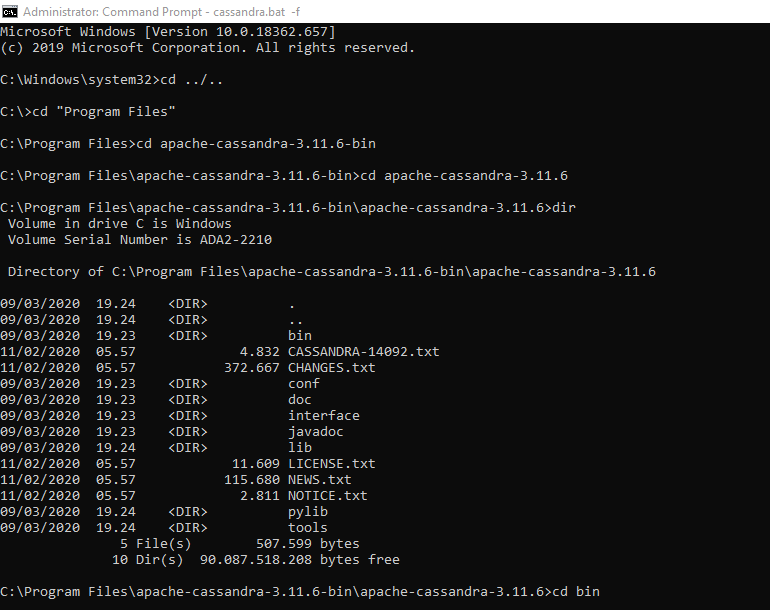 Administrator: Command Prompt - cassandra.bat -f
Microsoft Windows [Version 10.0.18362.657]
(c) 2019 Microsoft Corporation. All rights reserved.
C:\Windows\system32>cd ../..
C:\>cd "Program Files"
C:\Program Files>cd apache-cassandra-3.11.6-bin
C:\Program Files\apache-cassandra-3.11.6-bin>cd apache-cassandra-3.11.6
C:\Program Files\apache-cassandra-3.11.6-bin\apache-cassandra-3.11.6>dir
Volume in drive C is Windows
Volume Serial Number is ADA2-2210
Directory of C:\Program Files\apache-cassandra-3.11.6-bin\apache-cassandra-3.11.6
09/03/2020  19.24    <DIR>          .
09/03/2020  19.24    <DIR>          ..
09/03/2020  19.23    <DIR>          bin
11/02/2020  05.57             4.832 CASSANDRA-14092.txt
11/02/2020  05.57           372.667 CHANGES.txt
09/03/2020  19.23    <DIR>          conf
09/03/2020  19.23    <DIR>          doc
09/03/2020  19.23    <DIR>          interface
09/03/2020  19.23    <DIR>          javadoc
09/03/2020  19.24    <DIR>          lib
11/02/2020  05.57            11.609 LICENSE.txt
11/02/2020  05.57           115.680 NEWS.txt
11/02/2020  05.57             2.811 NOTICE.txt
09/03/2020  19.24    <DIR>          pylib
09/03/2020  19.24    <DIR>          tools
5 File(s)        507.599 bytes
10 Dir(s)  90.087.518.208 bytes free
C:\Program Files\apache-cassandra-3.11.6-bin\apache-cassandra-3.11.6>cd bin